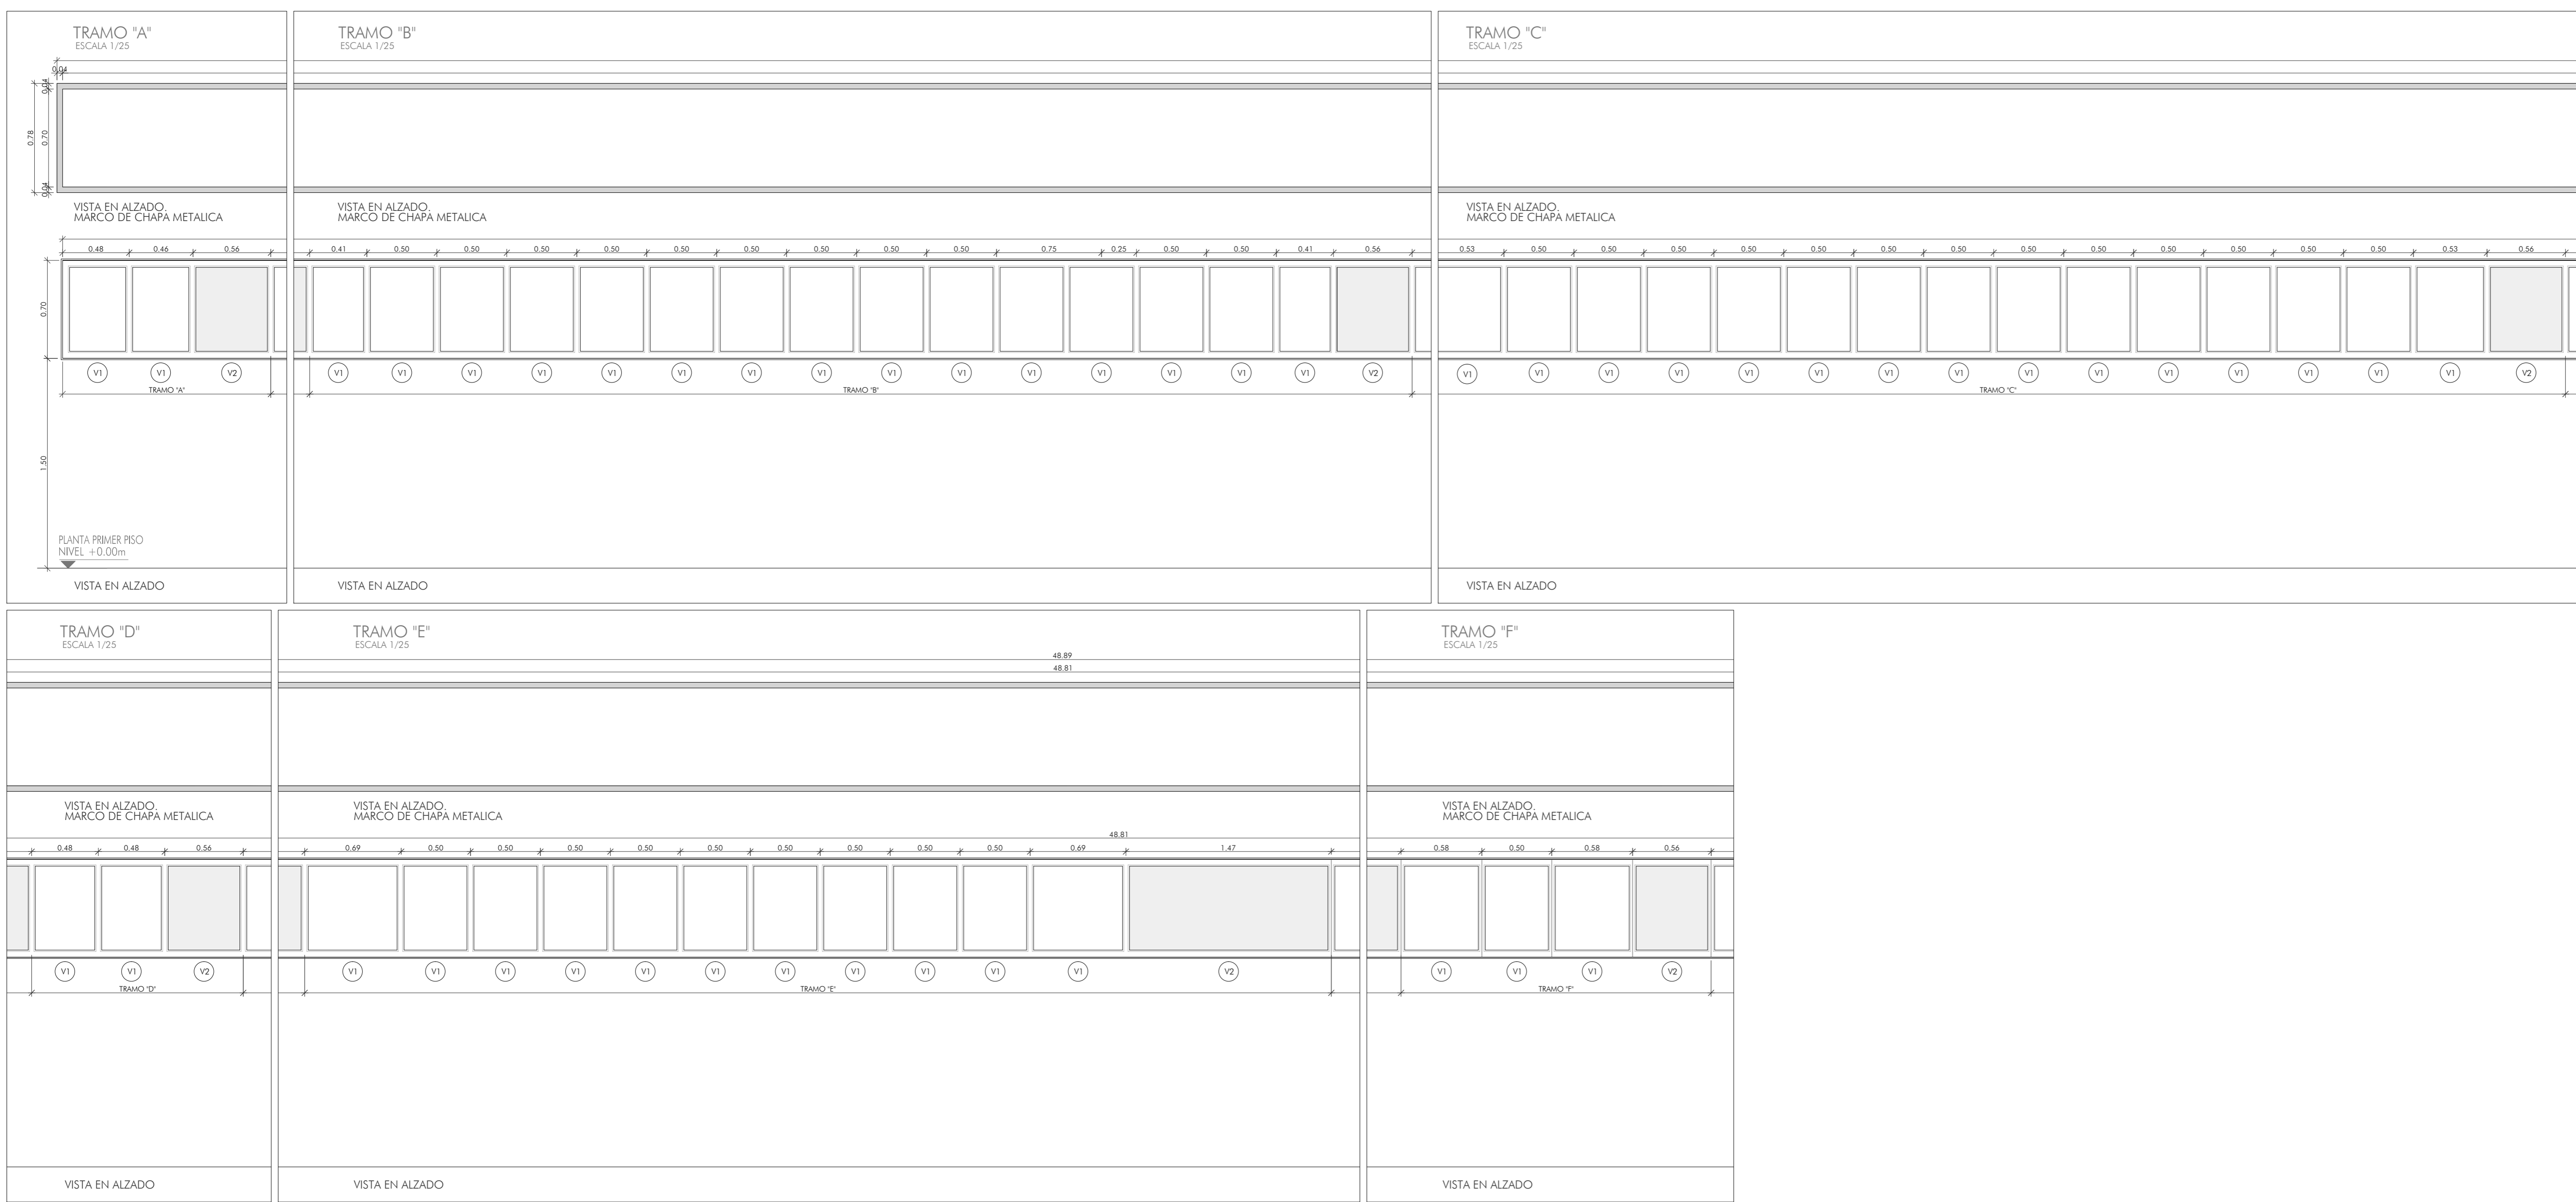 TRAMO "A"
ESCALA 1/25
0.04
0.04
0.78
0.70
0.04
VISTA EN ALZADO.
MARCO DE CHAPA METALICA
0.48 0.46 0.56
0.70
V1 V1 V2
TRAMO "A"
1.50
PLANTA PRIMER PISO
NIVEL +0.00m
VISTA EN ALZADO
TRAMO "B"
ESCALA 1/25
VISTA EN ALZADO.
MARCO DE CHAPA METALICA
0.41 0.50 0.50 0.50 0.50 0.50 0.50 0.50 0.50 0.50 0.75 0.25 0.50 0.50 0.41 0.56
V1 V1 V1 V1 V1 V1 V1 V1 V1 V1 V1 V1 V1 V1 V1 V2
TRAMO "B"
VISTA EN ALZADO
TRAMO "C"
ESCALA 1/25
VISTA EN ALZADO.
MARCO DE CHAPA METALICA
0.53 0.50 0.50 0.50 0.50 0.50 0.50 0.50 0.50 0.50 0.50 0.50 0.50 0.50 0.53 0.56
V1 V1 V1 V1 V1 V1 V1 V1 V1 V1 V1 V1 V1 V1 V1 V2
TRAMO "C"
VISTA EN ALZADO
TRAMO "D"
ESCALA 1/25
VISTA EN ALZADO.
MARCO DE CHAPA METALICA
0.48 0.48 0.56
V1 V1 V2
TRAMO "D"
VISTA EN ALZADO
TRAMO "E"
ESCALA 1/25
48.89
48.81
VISTA EN ALZADO.
MARCO DE CHAPA METALICA
48.81
0.69 0.50 0.50 0.50 0.50 0.50 0.50 0.50 0.50 0.50 0.69 1.47
V1 V1 V1 V1 V1 V1 V1 V1 V1 V1 V1 V2
TRAMO "E"
VISTA EN ALZADO
TRAMO "F"
ESCALA 1/25
VISTA EN ALZADO.
MARCO DE CHAPA METALICA
0.58 0.50 0.58 0.56
V1 V1 V1 V2
TRAMO "F"
VISTA EN ALZADO